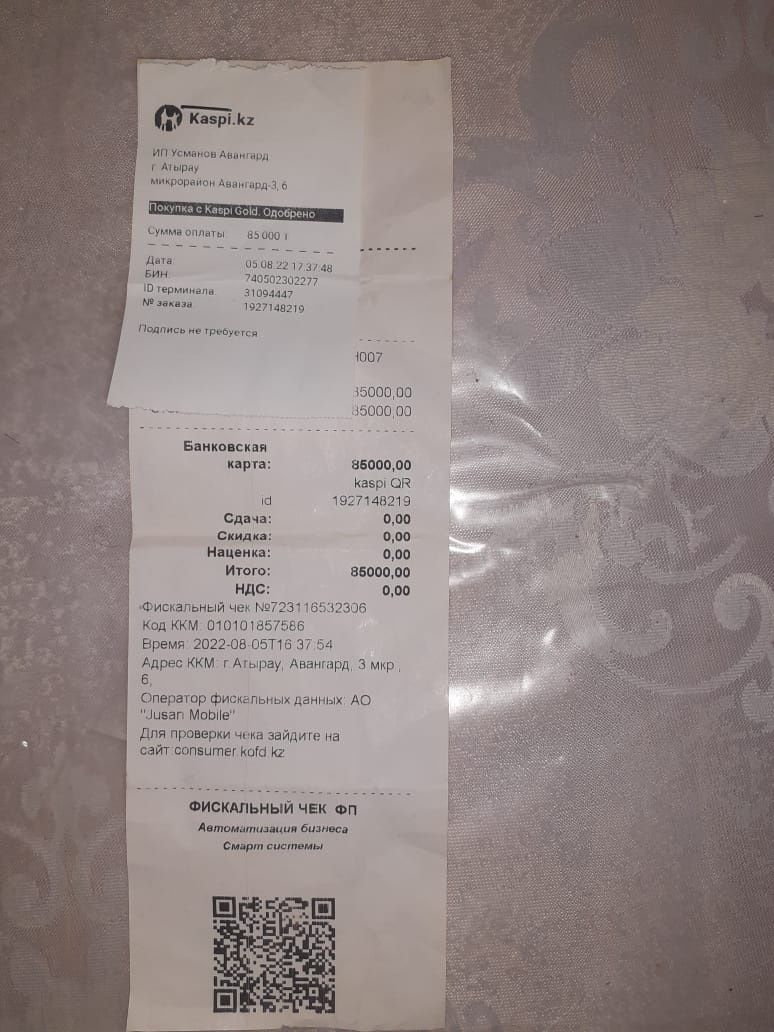 Kaspi.kz
ИП Усманов Авангард
г. Атырау
микрорайон Авангард-3, 6
Покупка с Kaspi Gold. Одобрено
Сумма оплаты: 85 000 т
Дата: 05.08.22 17:37:48
БИН: 740502302277
ID терминала: 31094447
№ заказа: 1927148219
Подпись не требуется
007
85000,00
85000,00
Банковская
карта: 85000,00
kaspi QR
id 1927148219
Сдача: 0,00
Скидка: 0,00
Наценка: 0,00
Итого: 85000,00
НДС: 0,00
Фискальный чек №723116532306
Код ККМ: 010101857586
Время: 2022-08-05T16:37:54
Адрес ККМ: г.Атырау, Авангард, 3 мкр.,
6,
Оператор фискальных данных: АО
"Jusan Mobile"
Для проверки чека зайдите на
сайт:consumer.kofd.kz
ФИСКАЛЬНЫЙ ЧЕК ФП
Автоматизация бизнеса
Смарт системы